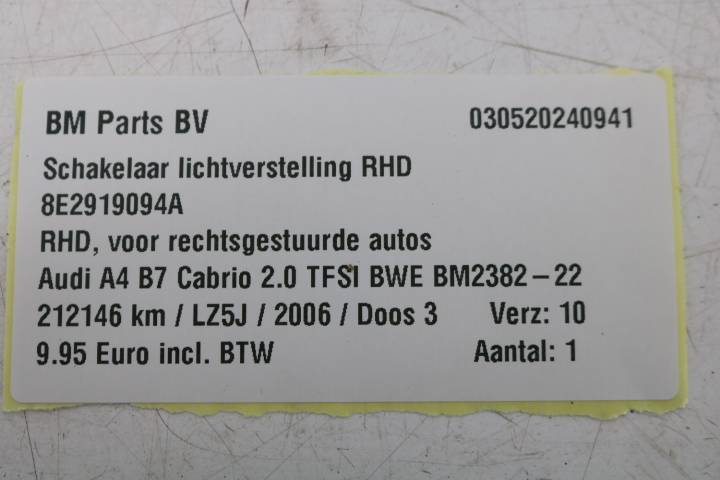 BM Parts BV 030520240941
Schakelaar lichtverstelling RHD
8E2919094A
RHD, voor rechtsgestuurde autos
Audi A4 B7 Cabrio 2.0 TFSI BWE BM2382-22
212146 km / LZ5J / 2006 / Doos 3 Verz: 10
9.95 Euro incl. BTW Aantal: 1